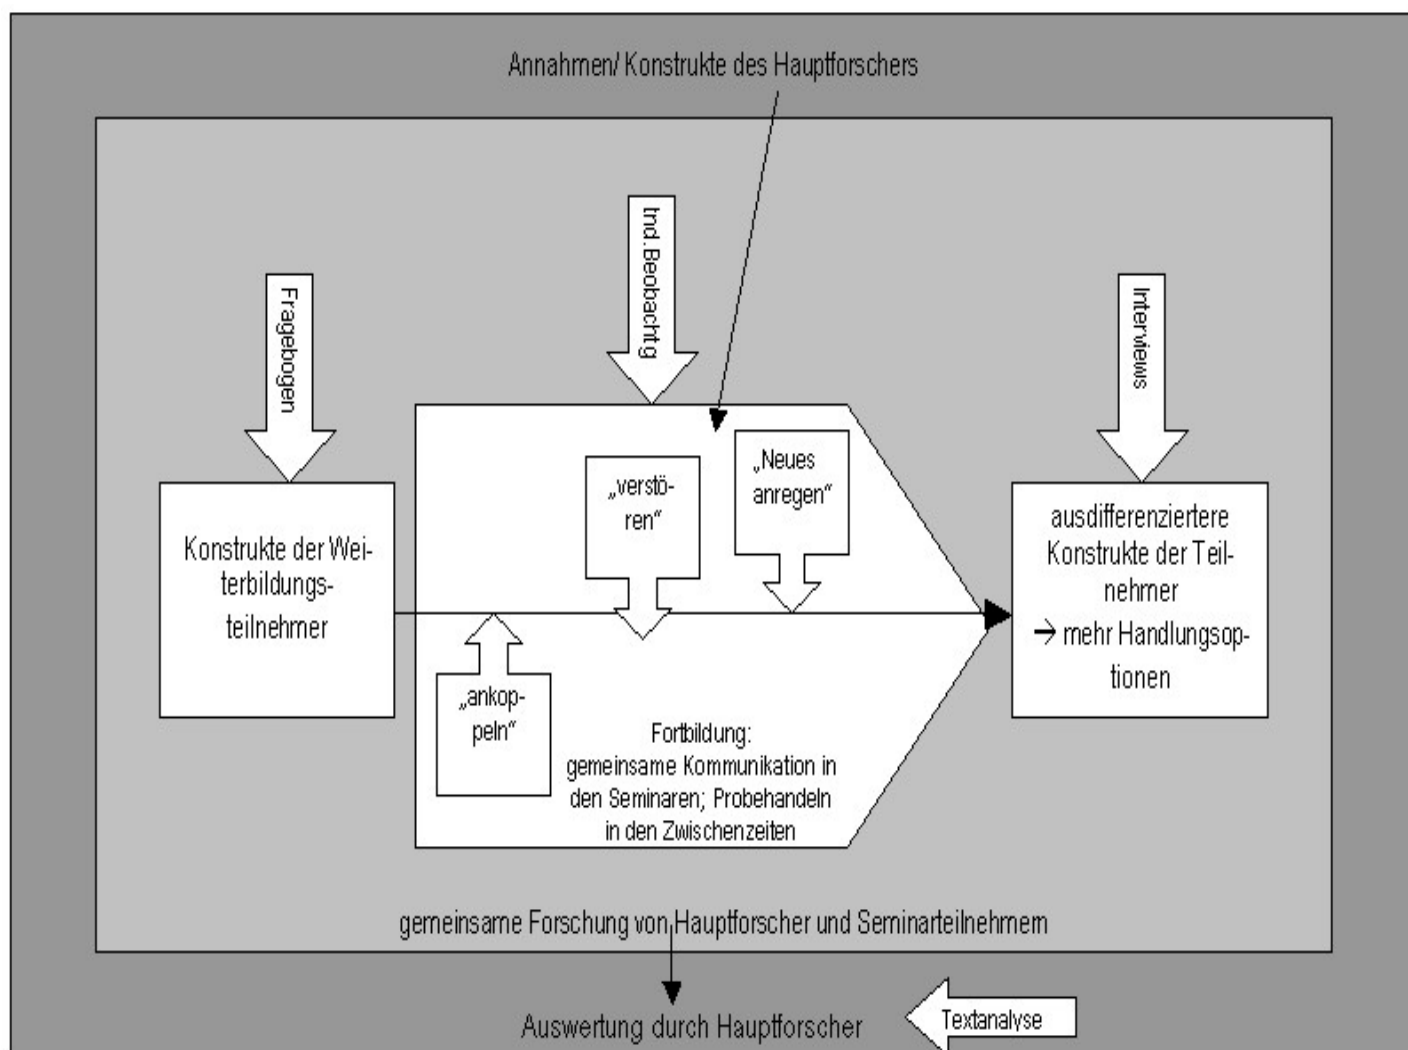 Annahmen/ Konstrukte des Hauptforschers
tnd.Beobachtg
Fragebogen
Interviews
„Neues
anregen“
„verstö-
ren“
Konstrukte der Wei-
terbildungs-
teilnehmer
ausdifferenziertere
Konstrukte der Teil-
nehmer
→ mehr Handlungsop-
tionen
„ankop-
peln“
Fortbildung:
gemeinsame Kommunikation in
den Seminaren; Probehandeln
in den Zwischenzeiten
gemeinsame Forschung von Hauptforscher und Seminarteilnehmern
Auswertung durch Hauptforscher
Textanalyse